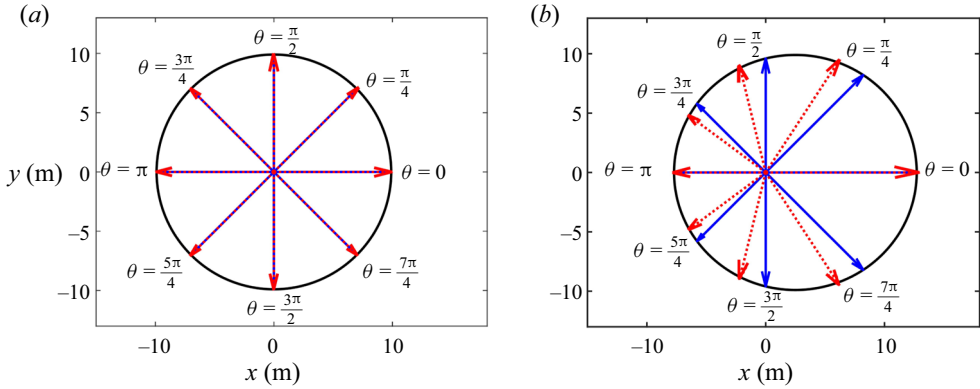 (a)
θ = π/2
10
θ = 3π/4
θ = π/4
5
y (m)
0
θ = π
θ = 0
–5
θ = 5π/4
θ = 7π/4
–10
θ = 3π/2
–10
0
10
x (m)
(b)
θ = π/2
10
θ = π/4
θ = 3π/4
5
0
θ = π
θ = 0
–5
θ = 5π/4
θ = 7π/4
–10
θ = 3π/2
–10
0
10
x (m)